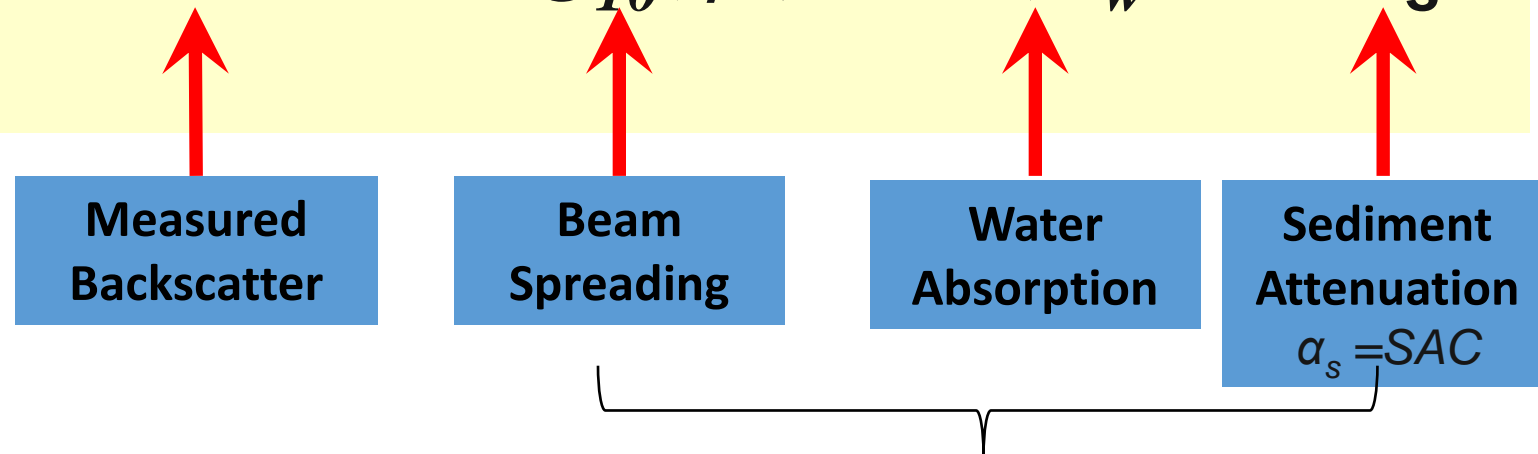 Measured
Backscatter
Beam
Spreading
Water
Absorption
Sediment
Attenuation
αₛ =SAC